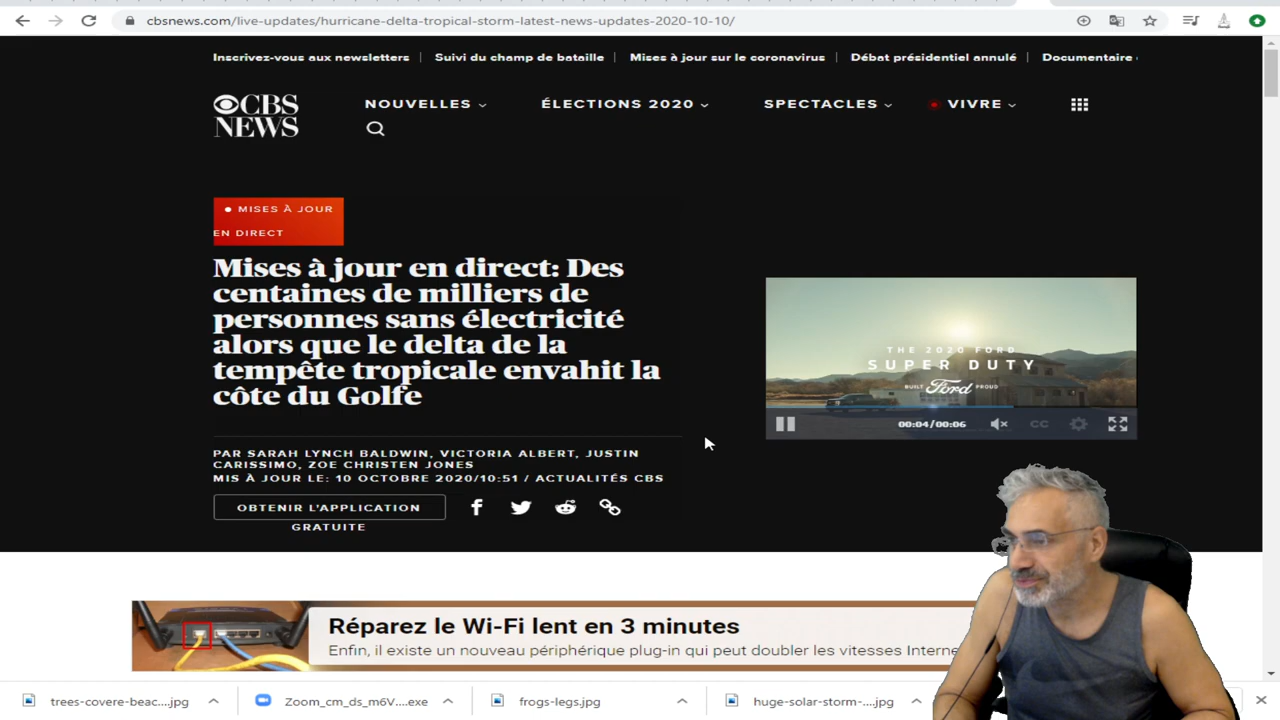 cbsnews.com/live-updates/hurricane-delta-tropical-storm-latest-news-updates-2020-10-10/
Inscrivez-vous aux newsletters | Suivi du champ de bataille | Mises à jour sur le coronavirus | Débat présidentiel annulé | Documentaire
CBS NEWS
NOUVELLES ÉLECTIONS 2020 SPECTACLES VIVRE
MISES À JOUR
EN DIRECT
Mises à jour en direct: Des
centaines de milliers de
personnes sans électricité
alors que le delta de la
tempête tropicale envahit la
côte du Golfe
THE 2020 FORD
SUPER DUTY
BUILT Ford PROUD
00:04/00:06
CC
PAR SARAH LYNCH BALDWIN, VICTORIA ALBERT, JUSTIN
CARISSIMO, ZOE CHRISTEN JONES
MIS À JOUR LE: 10 OCTOBRE 2020/10:51 / ACTUALITÉS CBS
OBTENIR L'APPLICATION
GRATUITE
Réparez le Wi-Fi lent en 3 minutes
Enfin, il existe un nouveau périphérique plug-in qui peut doubler les vitesses
trees-covere-beac....jpg
Zoom_cm_ds_m6V....exe
frogs-legs.jpg
huge-solar-storm-....jpg